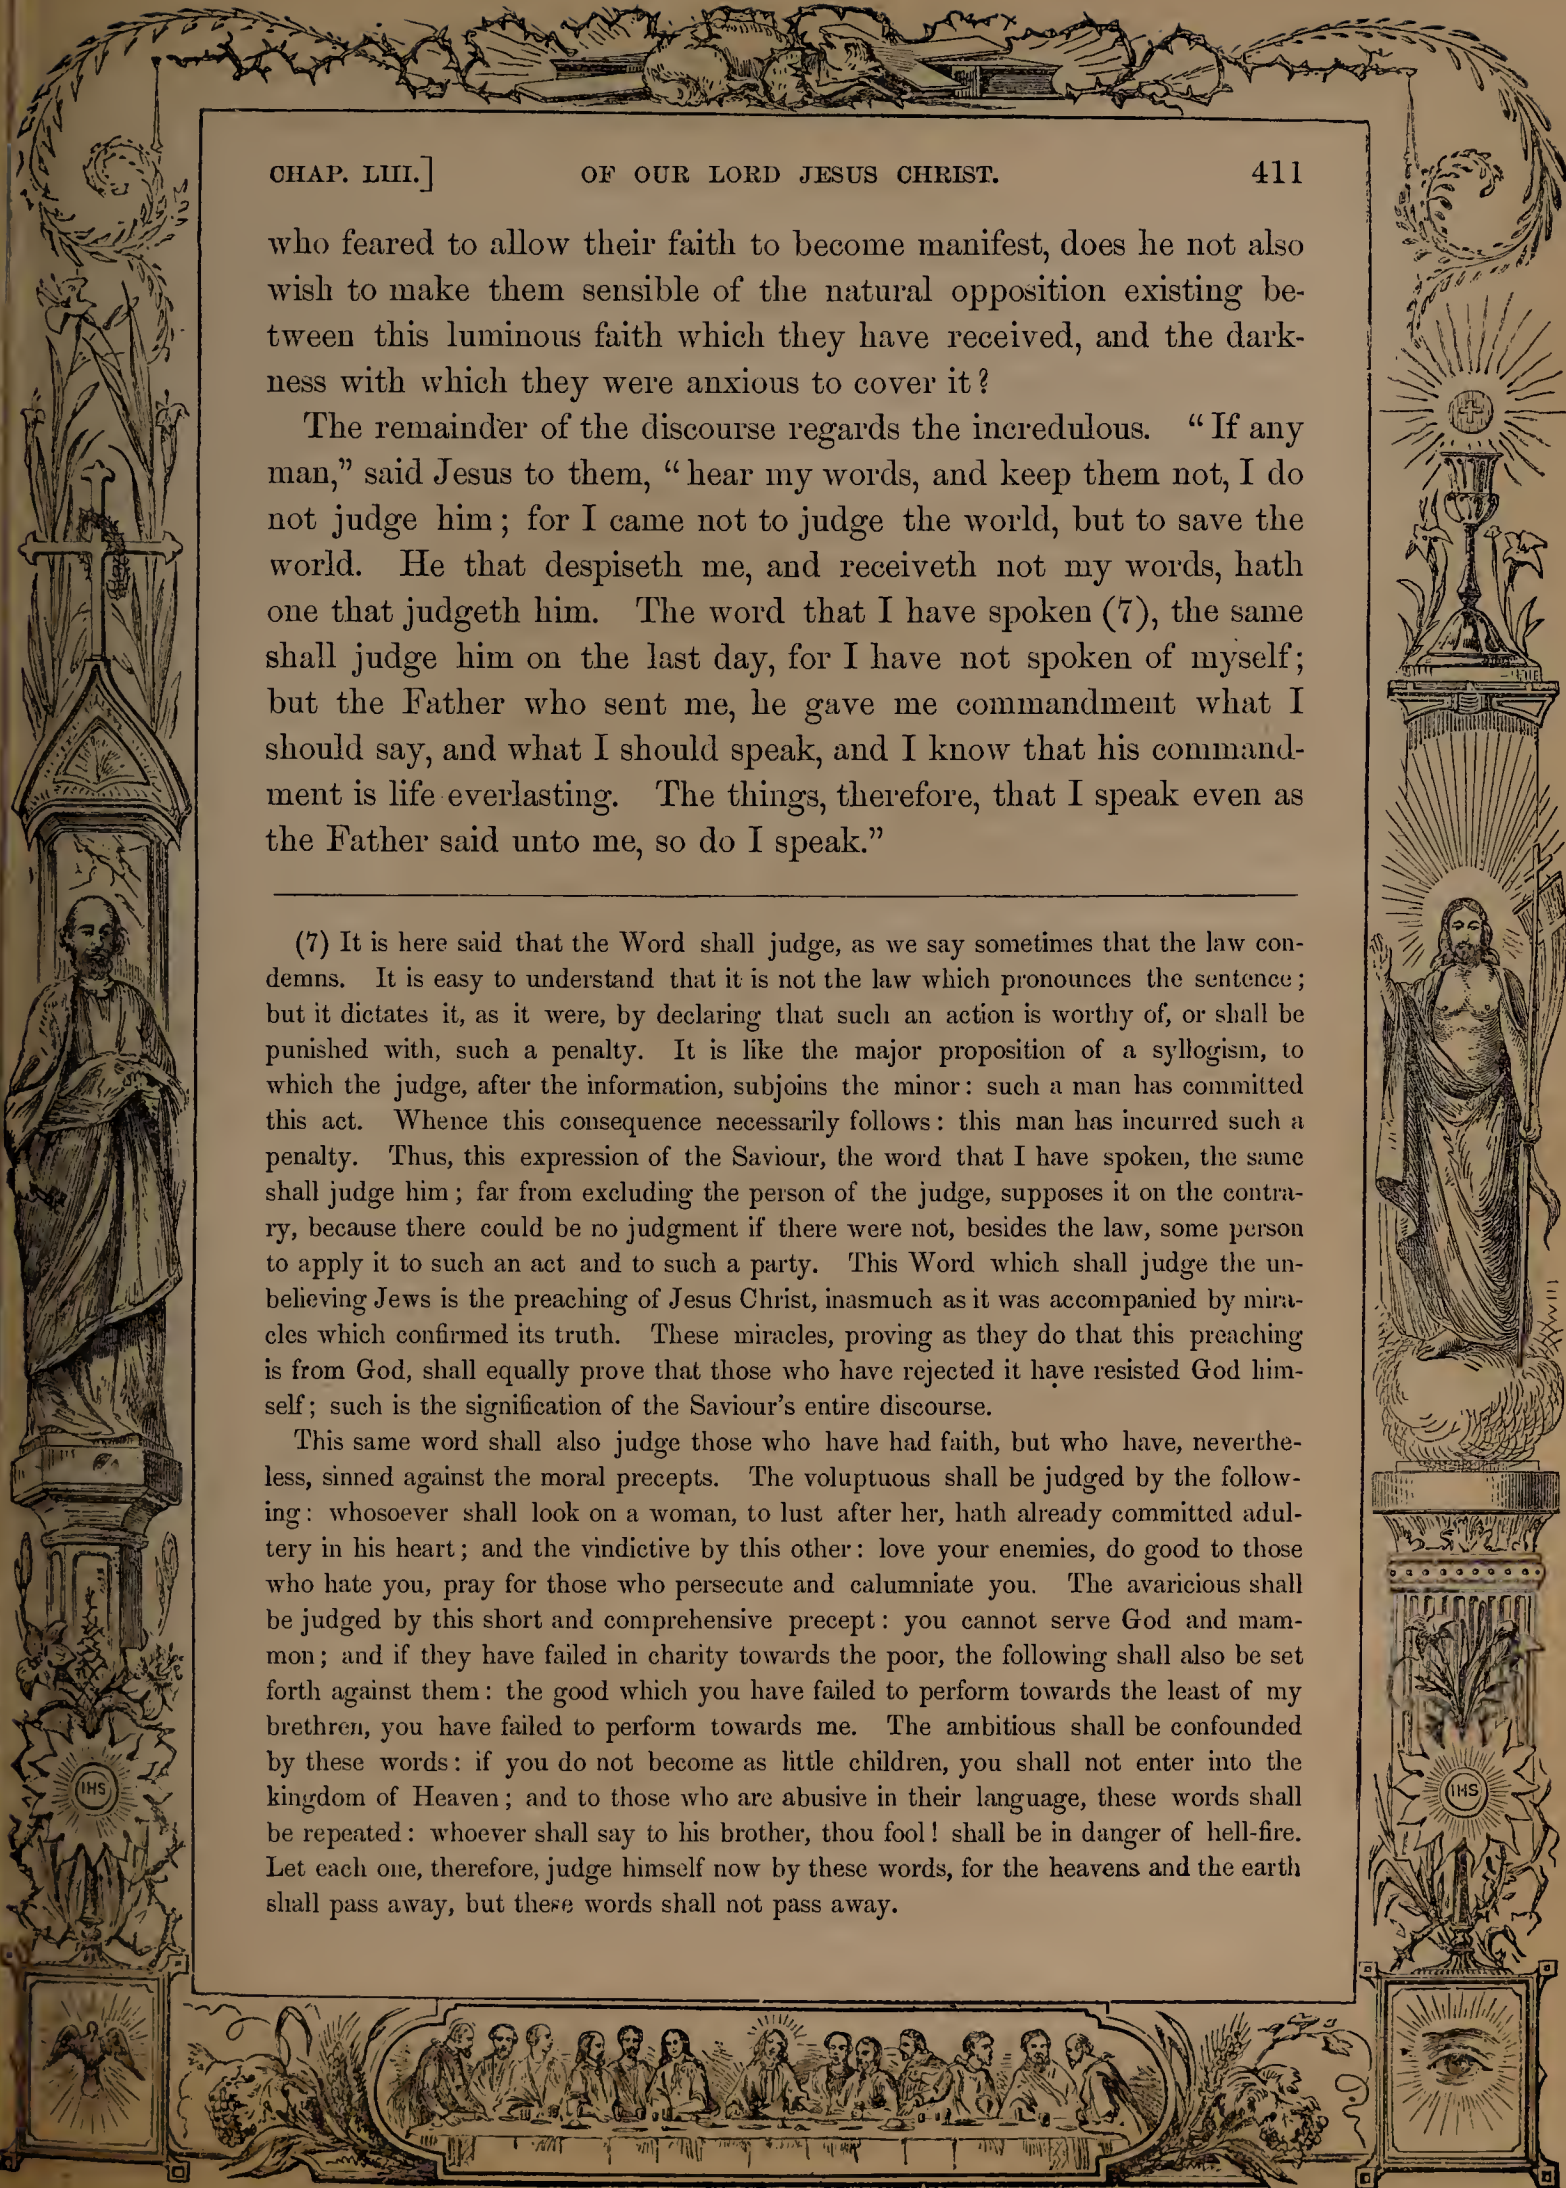 CHAP. LIII.] OF OUR LORD JESUS CHRIST. 411
who feared to allow their faith to become manifest, does he not also
wish to make them sensible of the natural opposition existing be-
tween this luminous faith which they have received, and the dark-
ness with which they were anxious to cover it?
The remainder of the discourse regards the incredulous. “If any
man,” said Jesus to them, “hear my words, and keep them not, I do
not judge him; for I came not to judge the world, but to save the
world. He that despiseth me, and receiveth not my words, hath
one that judgeth him. The word that I have spoken (7), the same
shall judge him on the last day, for I have not spoken of myself;
but the Father who sent me, he gave me commandment what I
should say, and what I should speak, and I know that his command-
ment is life everlasting. The things, therefore, that I speak even as
the Father said unto me, so do I speak.”
(7) It is here said that the Word shall judge, as we say sometimes that the law con-
demns. It is easy to understand that it is not the law which pronounces the sentence;
but it dictates it, as it were, by declaring that such an action is worthy of, or shall be
punished with, such a penalty. It is like the major proposition of a syllogism, to
which the judge, after the information, subjoins the minor: such a man has committed
this act. Whence this consequence necessarily follows: this man has incurred such a
penalty. Thus, this expression of the Saviour, the word that I have spoken, the same
shall judge him; far from excluding the person of the judge, supposes it on the contra-
ry, because there could be no judgment if there were not, besides the law, some person
to apply it to such an act and to such a party. This Word which shall judge the un-
believing Jews is the preaching of Jesus Christ, inasmuch as it was accompanied by mira-
cles which confirmed its truth. These miracles, proving as they do that this preaching
is from God, shall equally prove that those who have rejected it have resisted God him-
self; such is the signification of the Saviour’s entire discourse.
This same word shall also judge those who have had faith, but who have, neverthe-
less, sinned against the moral precepts. The voluptuous shall be judged by the follow-
ing: whosoever shall look on a woman, to lust after her, hath already committed adul-
tery in his heart; and the vindictive by this other: love your enemies, do good to those
who hate you, pray for those who persecute and calumniate you. The avaricious shall
be judged by this short and comprehensive precept: you cannot serve God and mam-
mon; and if they have failed in charity towards the poor, the following shall also be set
forth against them: the good which you have failed to perform towards the least of my
brethren, you have failed to perform towards me. The ambitious shall be confounded
by these words: if you do not become as little children, you shall not enter into the
kingdom of Heaven; and to those who are abusive in their language, these words shall
be repeated: whoever shall say to his brother, thou fool! shall be in danger of hell-fire.
Let each one, therefore, judge himself now by these words, for the heavens and the earth
shall pass away, but these words shall not pass away.
IHS
IHS